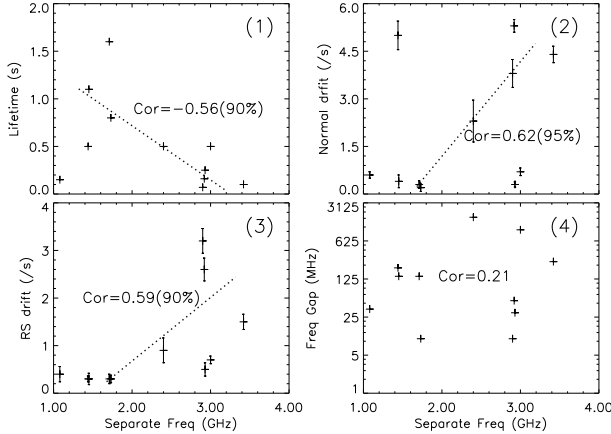 2.0
1.5
1.0
0.5
0.0
Lifetime (s)
(1)
Cor=−0.56(90%)
6.0
4.5
3.0
1.5
0.0
Normal drfit (/s)
(2)
Cor=0.62(95%)
4
3
2
1
0
RS drift (/s)
(3)
Cor=0.59(90%)
1.00 2.00 3.00 4.00
Separate Freq (GHz)
3125
625
125
25
5
1
Freq Gap (MHz)
(4)
Cor=0.21
1.00 2.00 3.00 4.00
Separate Freq (GHz)